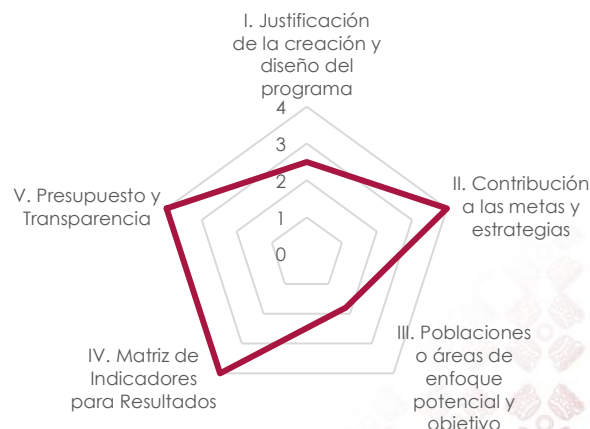 I. Justificación
de la creación y
diseño del
programa
4
3
2
1
0
II. Contribución
a las metas y
estrategias
III. Poblaciones
o áreas de
enfoque
potencial y
objetivo
IV. Matriz de
Indicadores
para Resultados
V. Presupuesto y
Transparencia